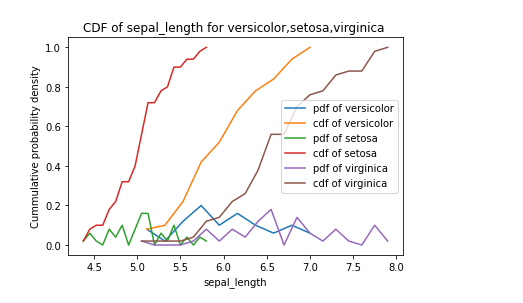 CDF of sepal_length for versicolor,setosa,virginica
Cummulative probability density
1.0
0.8
0.6
0.4
0.2
0.0
pdf of versicolor
cdf of versicolor
pdf of setosa
cdf of setosa
pdf of virginica
cdf of virginica
4.5 5.0 5.5 6.0 6.5 7.0 7.5 8.0
sepal_length